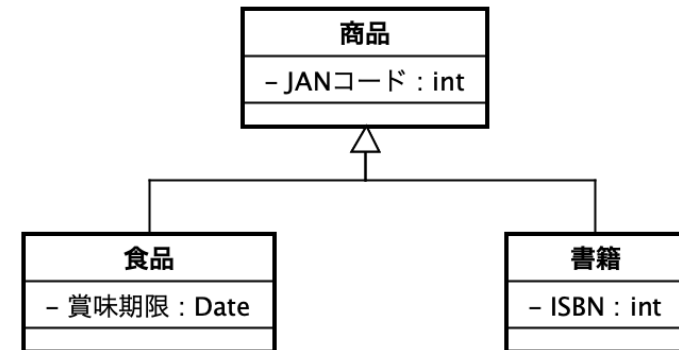 商品
– JANコード : int
食品
– 賞味期限 : Date
書籍
– ISBN : int